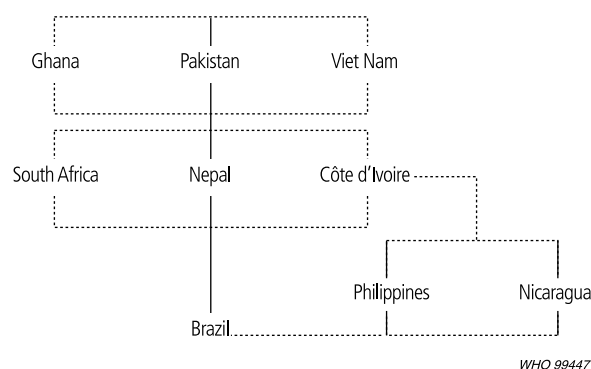 Ghana Pakistan Viet Nam
South Africa Nepal Côte d'Ivoire
Philippines Nicaragua
Brazil
WHO 99447